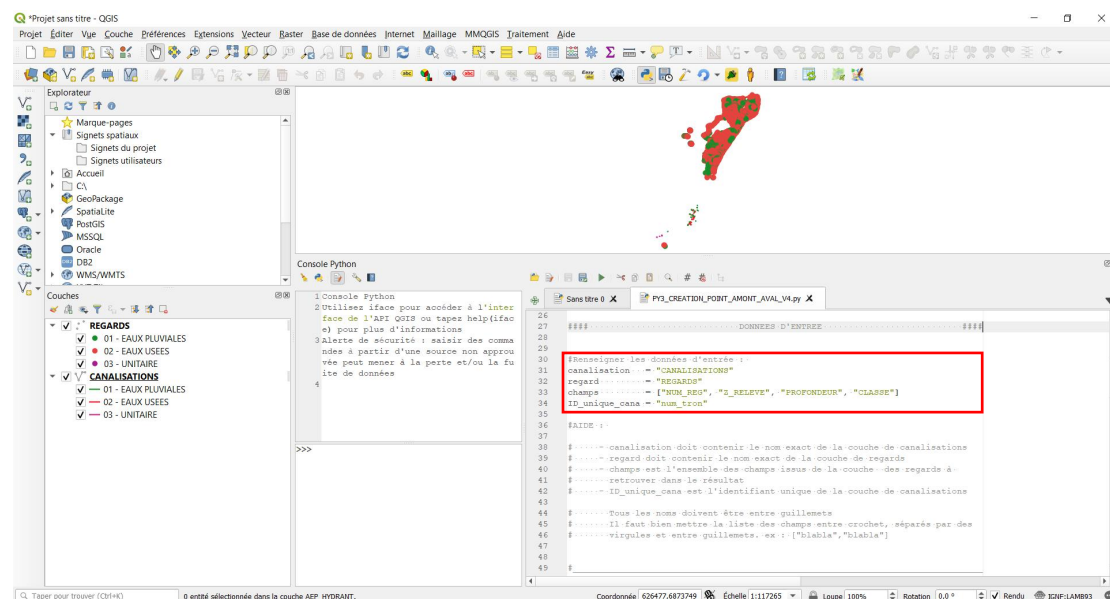 *Projet sans titre - QGIS
Projet Éditer Vue Couche Préférences Extensions Vecteur Raster Base de données Internet Maillage MMQGIS Traitement Aide
Explorateur
Marque-pages
Signets spatiaux
Signets du projet
Signets utilisateurs
Accueil
C:\
GeoPackage
SpatiaLite
PostGIS
MSSQL
Oracle
DB2
WMS/WMTS
Couches
REGARDS
01 - EAUX PLUVIALES
02 - EAUX USEES
03 - UNITAIRE
CANALISATIONS
01 - EAUX PLUVIALES
02 - EAUX USEES
03 - UNITAIRE
Console Python
1 Console Python
2 Utilisez iface pour accéder à l'inter
face de l'API QGIS ou tapez help(ifac
e) pour plus d'informations
3 Alerte de sécurité : saisir des comma
ndes à partir d'une source non approu
vée peut mener à la perte et/ou la fu
ite de données
4
>>>
Sans titre 0 X PY3_CREATION_POINT_AMONT_AVAL_V4.py X
26
27 #### DONNEES D'ENTREE ####
28
29
30 #Renseigner les données d'entrée :
31 canalisation = "CANALISATIONS"
32 regard = "REGARDS"
33 champs = ["NUM_REG", "Z_RELEVE", "PROFONDEUR", "CLASSE"]
34 ID_unique_cana = "num_tron"
35
36 #AIDE :
37
38 # - canalisation doit contenir le nom exact de la couche de canalisations
39 # - regard doit contenir le nom exact de la couche de regards
40 # - champs est l'ensemble des champs issus de la couche des regards à
41 # retrouver dans le résultat
42 # - ID_unique_cana est l'identifiant unique de la couche de canalisations
43
44 # Tous les noms doivent être entre guillemets
45 # Il faut bien mettre la liste des champs entre crochet, séparés par des
46 # virgules et entre guillemets. ex : ["blabla","blabla"]
47
48
49 #
Taper pour trouver (Ctrl+K) 0 entité sélectionnée dans la couche AEP_HYDRANT. Coordonnée 626477,6873749 Échelle 1:117265 Loupe 100% Rotation 0,0 ° Rendu IGNF:LAMB93